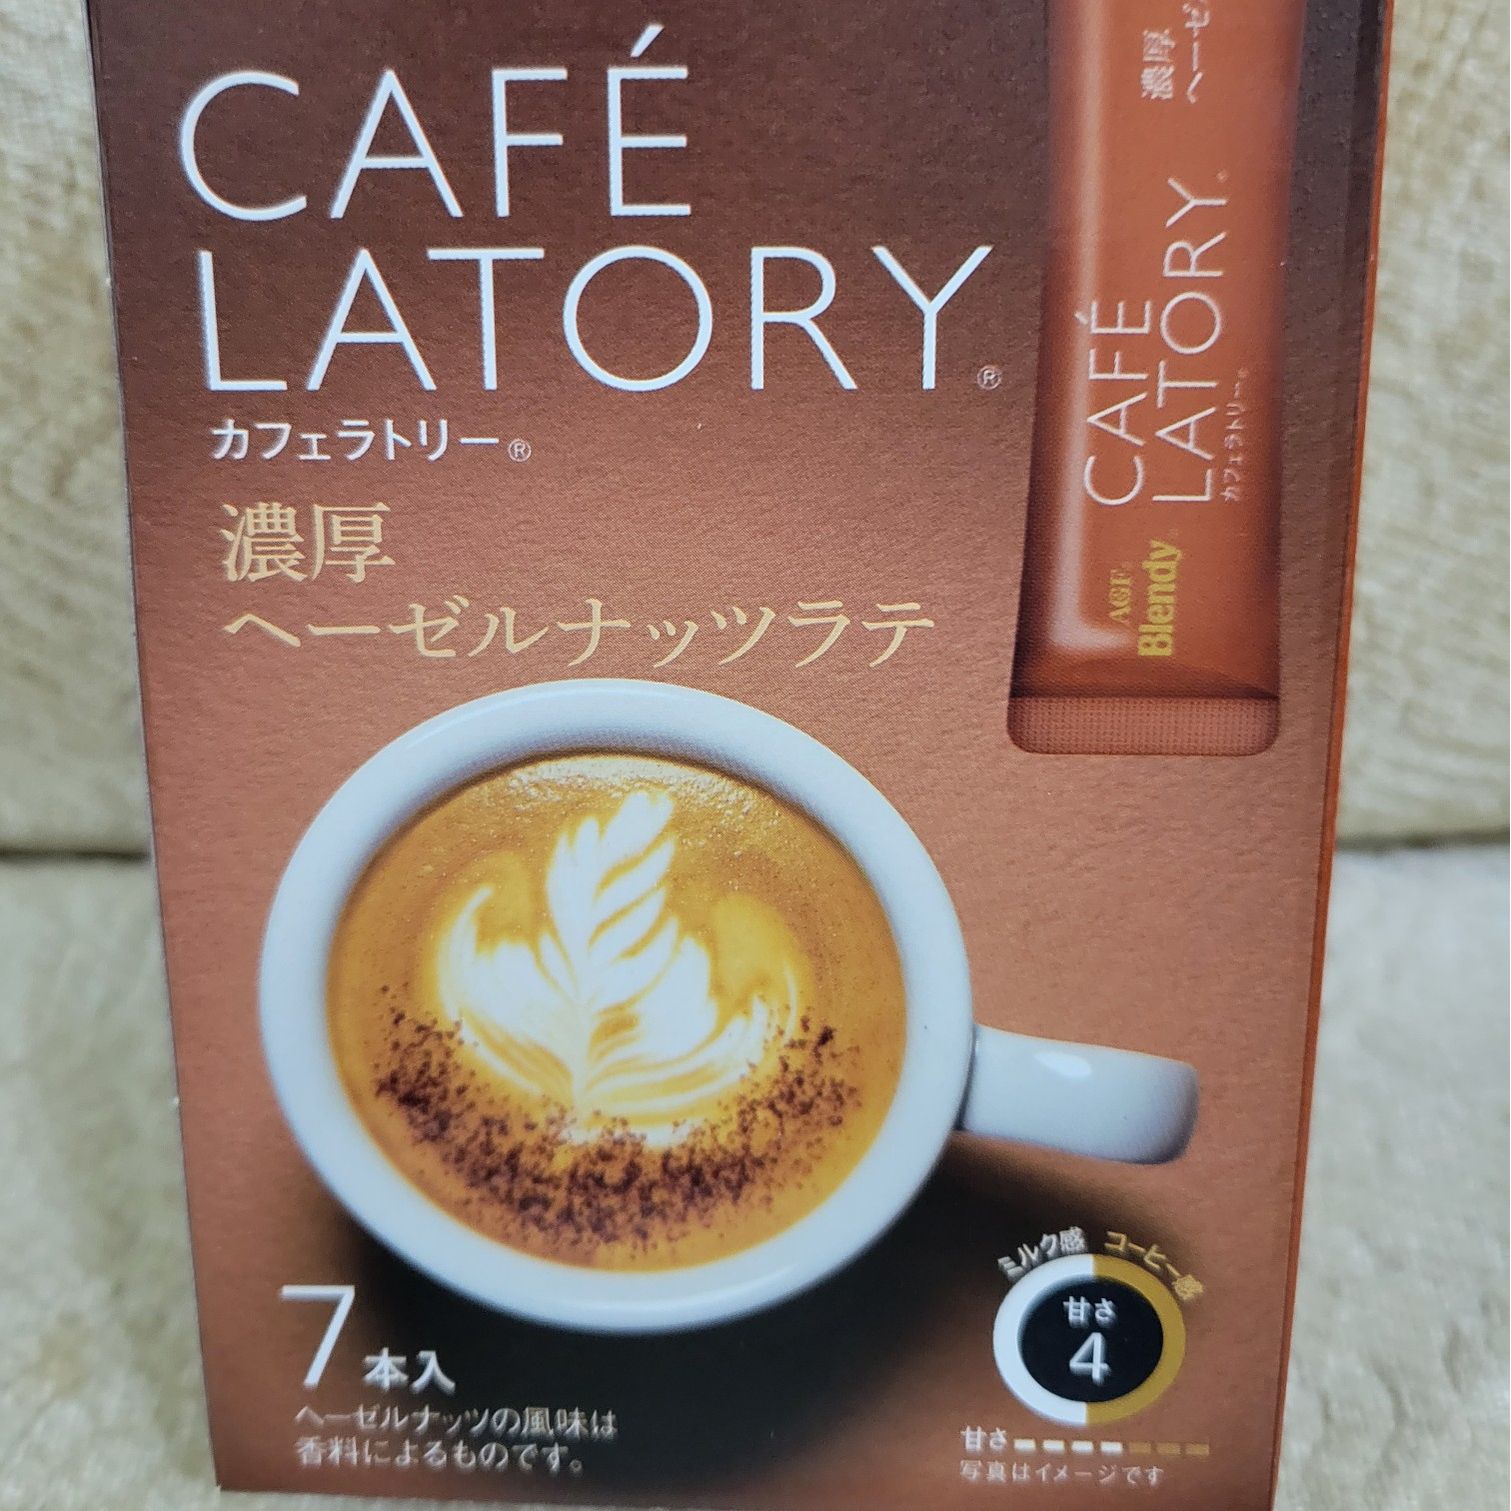 CAFÉ
LATORY®
カフェラトリー®
濃厚
ヘーゼルナッツラテ
濃厚
CAFÉ
LATORY.
カフェラトリー®
AGF
Blendy
ミルク感 コーヒー感
甘さ
4
7本入
ヘーゼルナッツの風味は
香料によるものです。
甘さ
写真はイメージです